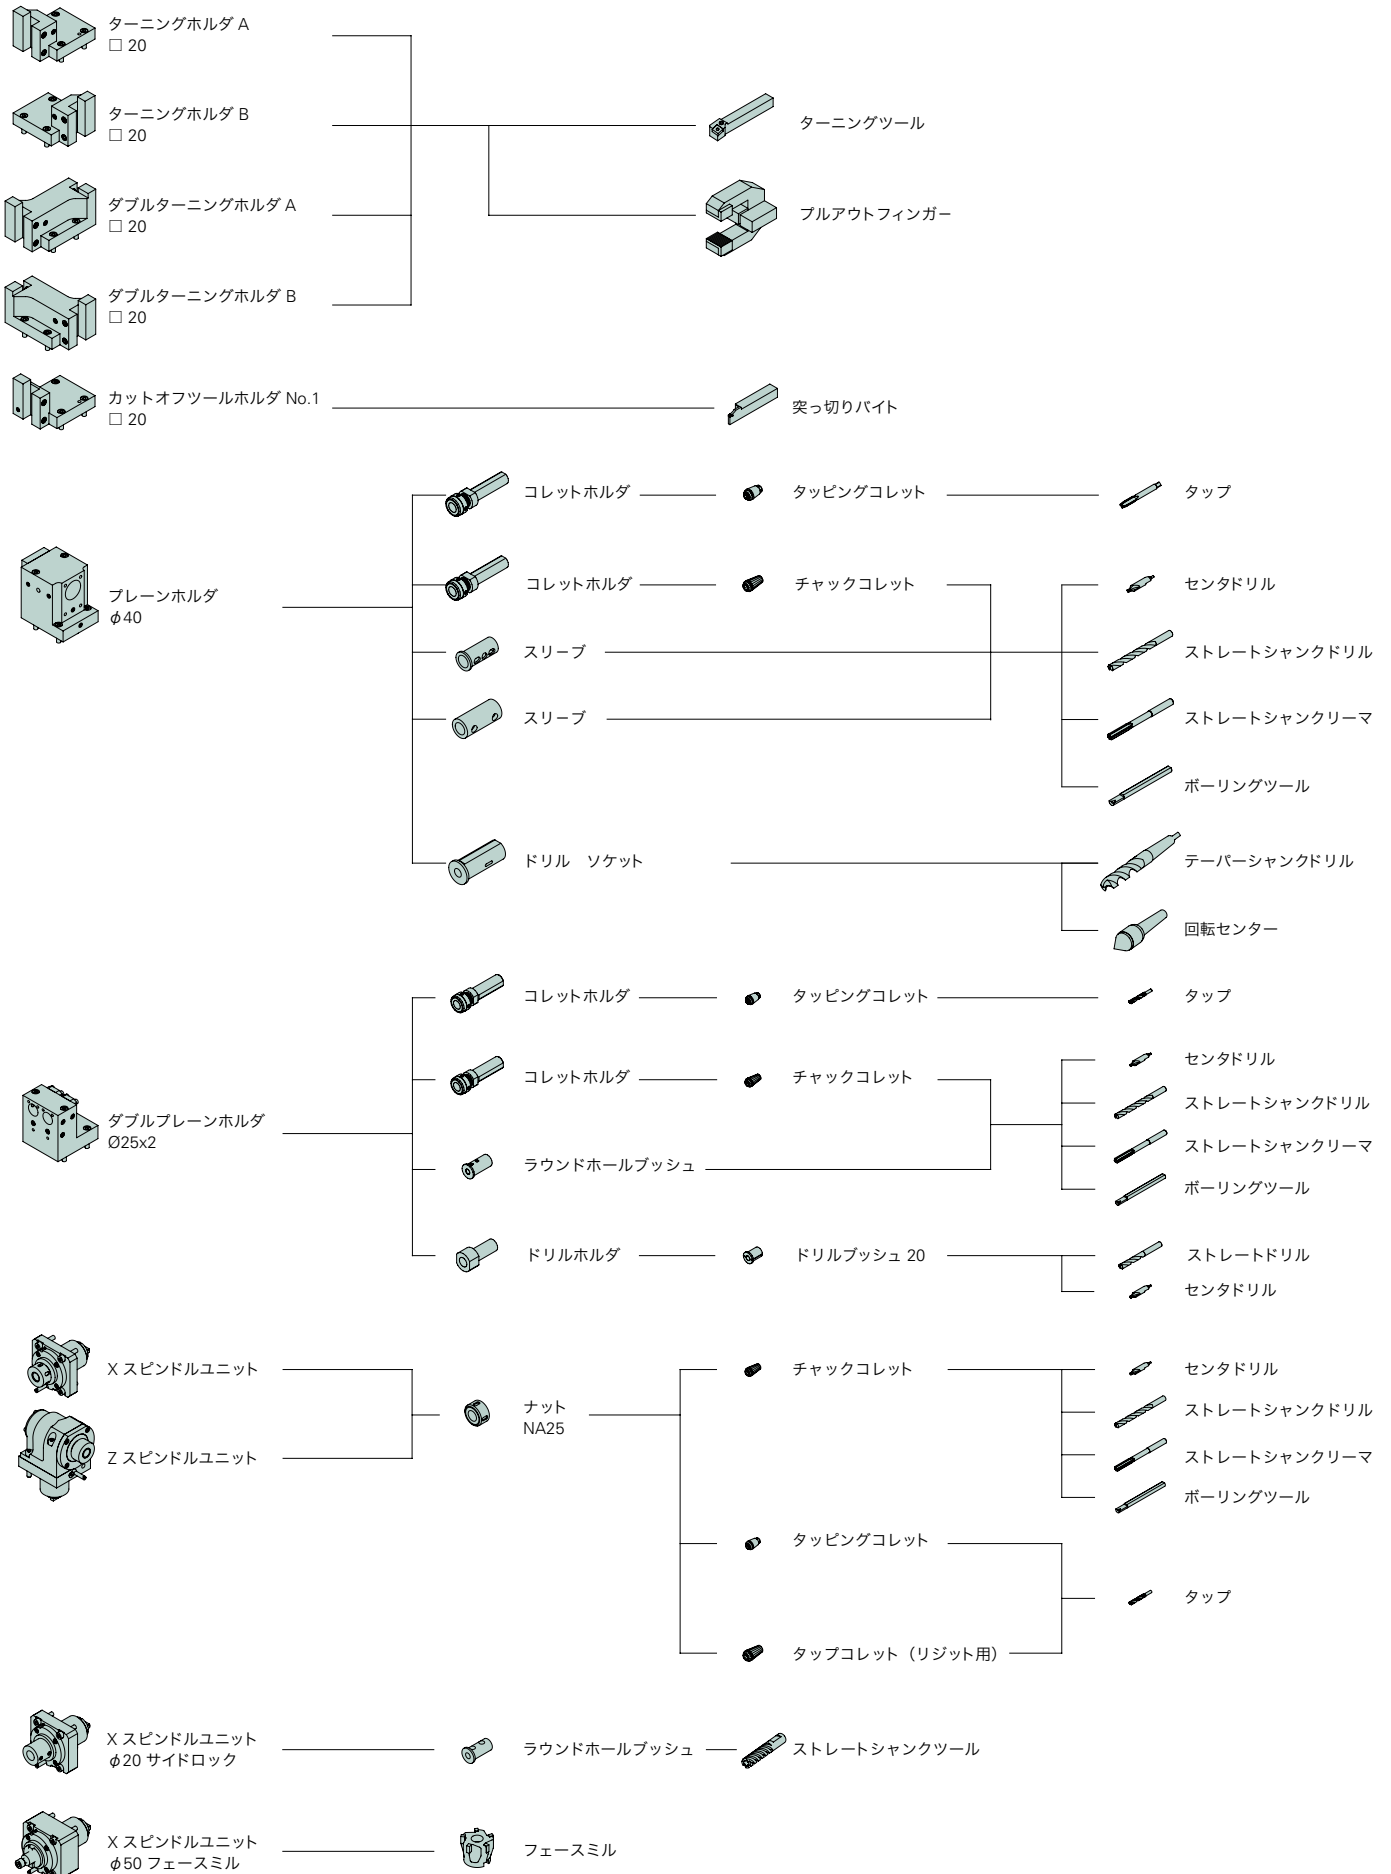 ターニングホルダ A
□ 20
ターニングホルダ B
□ 20
ターニングツール
ダブルターニングホルダ A
□ 20
プルアウトフィンガー
ダブルターニングホルダ B
□ 20
カットオフツールホルダ No.1
□ 20
突っ切りバイト
コレットホルダ
タッピングコレット
タップ
プレーンホルダ
φ40
コレットホルダ
チャックコレット
センタドリル
スリーブ
ストレートシャンクドリル
スリーブ
ストレートシャンクリーマ
ボーリングツール
ドリル　ソケット
テーパーシャンクドリル
回転センター
コレットホルダ
タッピングコレット
タップ
ダブルプレーンホルダ
Ø25x2
コレットホルダ
チャックコレット
センタドリル
ストレートシャンクドリル
ストレートシャンクリーマ
ラウンドホールブッシュ
ボーリングツール
ドリルホルダ
ドリルブッシュ 20
ストレートドリル
センタドリル
X スピンドルユニット
Z スピンドルユニット
ナット
NA25
チャックコレット
センタドリル
ストレートシャンクドリル
ストレートシャンクリーマ
ボーリングツール
タッピングコレット
タップ
タップコレット（リジット用）
X スピンドルユニット
φ20 サイドロック
ラウンドホールブッシュ
ストレートシャンクツール
X スピンドルユニット
φ50 フェースミル
フェースミル